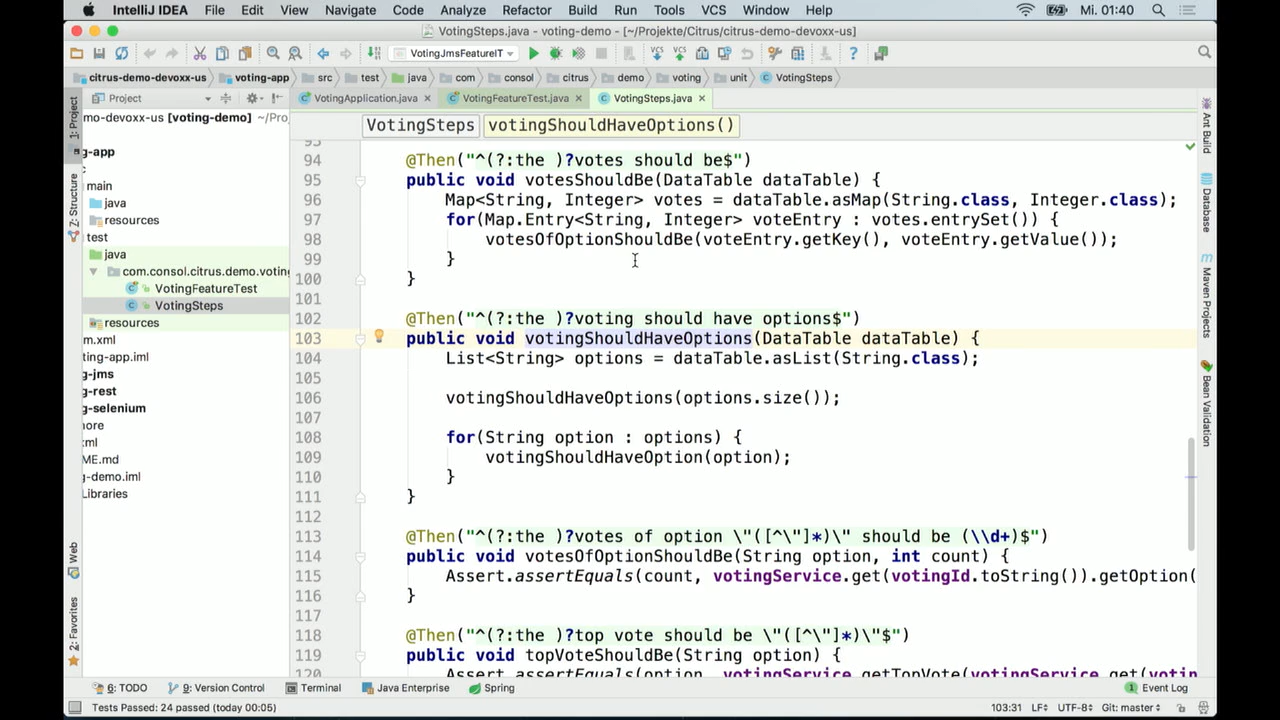 IntelliJ IDEA File Edit View Navigate Code Analyze Refactor Build Run Tools VCS Window Help Mi. 01:40
VotingSteps.java - voting-demo - [~/Projekte/Citrus/citrus-demo-devoxx-us]
VotingJmsFeatureIT
citrus-demo-devoxx-us voting-app src test java com consol citrus demo voting unit VotingSteps
Project VotingApplication.java VotingFeatureTest.java VotingSteps.java
VotingSteps votingShouldHaveOptions()
1: Project
Z: Structure
Web
2: Favorites
mo-devoxx-us [voting-demo] ~/Pro
g-app
main
java
resources
test
java
com.consol.citrus.demo.voting
VotingFeatureTest
VotingSteps
resources
m.xml
ting-app.iml
g-jms
g-rest
g-selenium
ore
ml
ME.md
g-demo.iml
Libraries
93
94 @Then("^(?:the )?votes should be$")
95 public void votesShouldBe(DataTable dataTable) {
96 Map<String, Integer> votes = dataTable.asMap(String.class, Integer.class);
97 for(Map.Entry<String, Integer> voteEntry : votes.entrySet()) {
98 votesOfOptionShouldBe(voteEntry.getKey(), voteEntry.getValue());
99 }
100 }
101
102 @Then("^(?:the )?voting should have options$")
103 public void votingShouldHaveOptions(DataTable dataTable) {
104 List<String> options = dataTable.asList(String.class);
105
106 votingShouldHaveOptions(options.size());
107
108 for(String option : options) {
109 votingShouldHaveOption(option);
110 }
111 }
112
113 @Then("^(?:the )?votes of option \"([^\"]*)\" should be (\\d+)$")
114 public void votesOfOptionShouldBe(String option, int count) {
115 Assert.assertEquals(count, votingService.get(votingId.toString()).getOption(
116 }
117
118 @Then("^(?:the )?top vote should be \"([^\"]*)\"$")
119 public void topVoteShouldBe(String option) {
120 Assert.assertEquals(option, votingService.getTopVote(votingService.get(votin
Ant Build
Database
Maven Projects
Bean Validation
6: TODO 9: Version Control Terminal Java Enterprise Spring 1 Event Log
Tests Passed: 24 passed (today 00:05) 103:31 LF UTF-8 Git: master